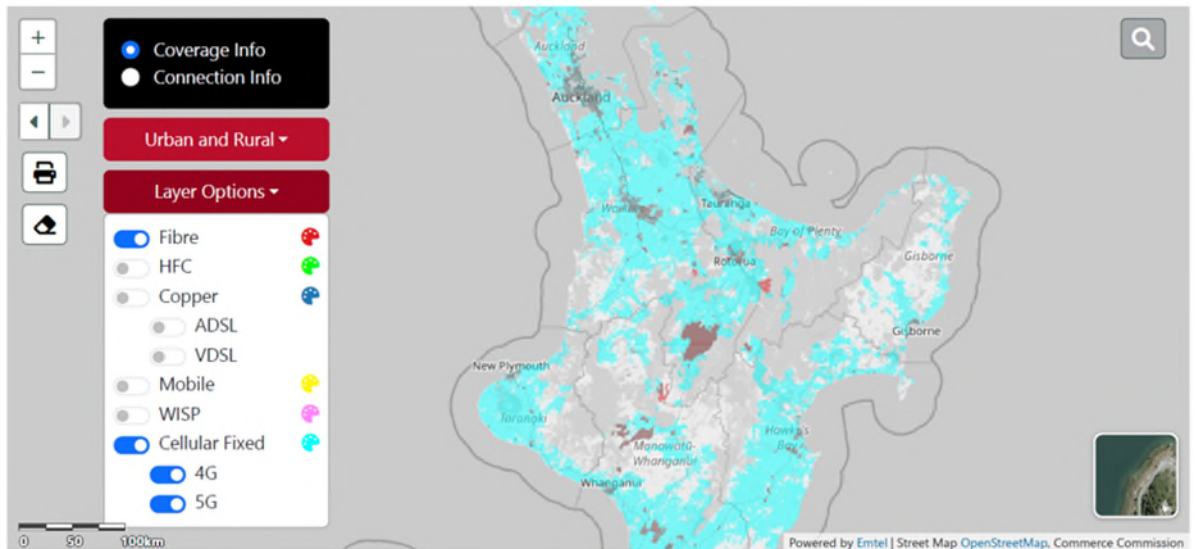 +
−
Coverage Info
Connection Info
Urban and Rural
Layer Options
Fibre
HFC
Copper
ADSL
VDSL
Mobile
WISP
Cellular Fixed
4G
5G
0 50 100km
Auckland
Auckland
Tauranga
Bay of Plenty
Rotorua
Gisborne
Gisborne
New Plymouth
Taranaki
Hawke's
Bay
Manawatū-
Whanganui
Whanganui
Powered by Emtel | Street Map OpenStreetMap, Commerce Commission